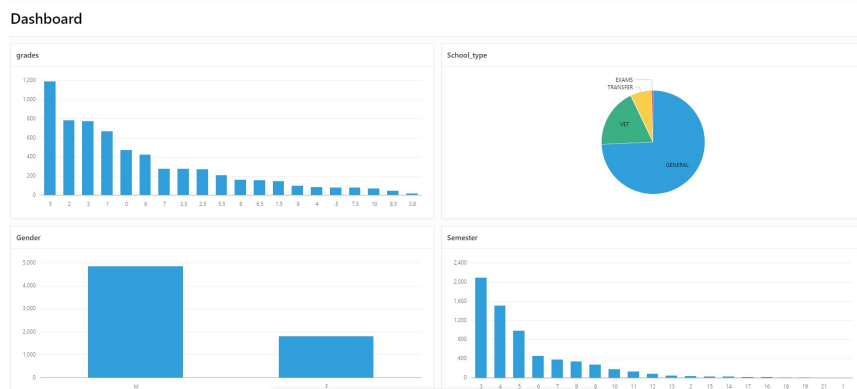 Dashboard
grades
1,200
1,000
800
600
400
200
0
5 2 3 1 0 6 7 3.5 2.5 5.5 8 6.5 1.5 9 4 .5 7.5 10 8.5 3.8
School_type
EXAMS
TRANSFER
VET
GENERAL
Gender
5,000
4,000
3,000
2,000
1,000
0
M F
Semester
2,400
2,000
1,600
1,200
800
400
0
3 4 5 6 7 9 8 10 11 12 13 2 15 14 17 16 18 19 21 1